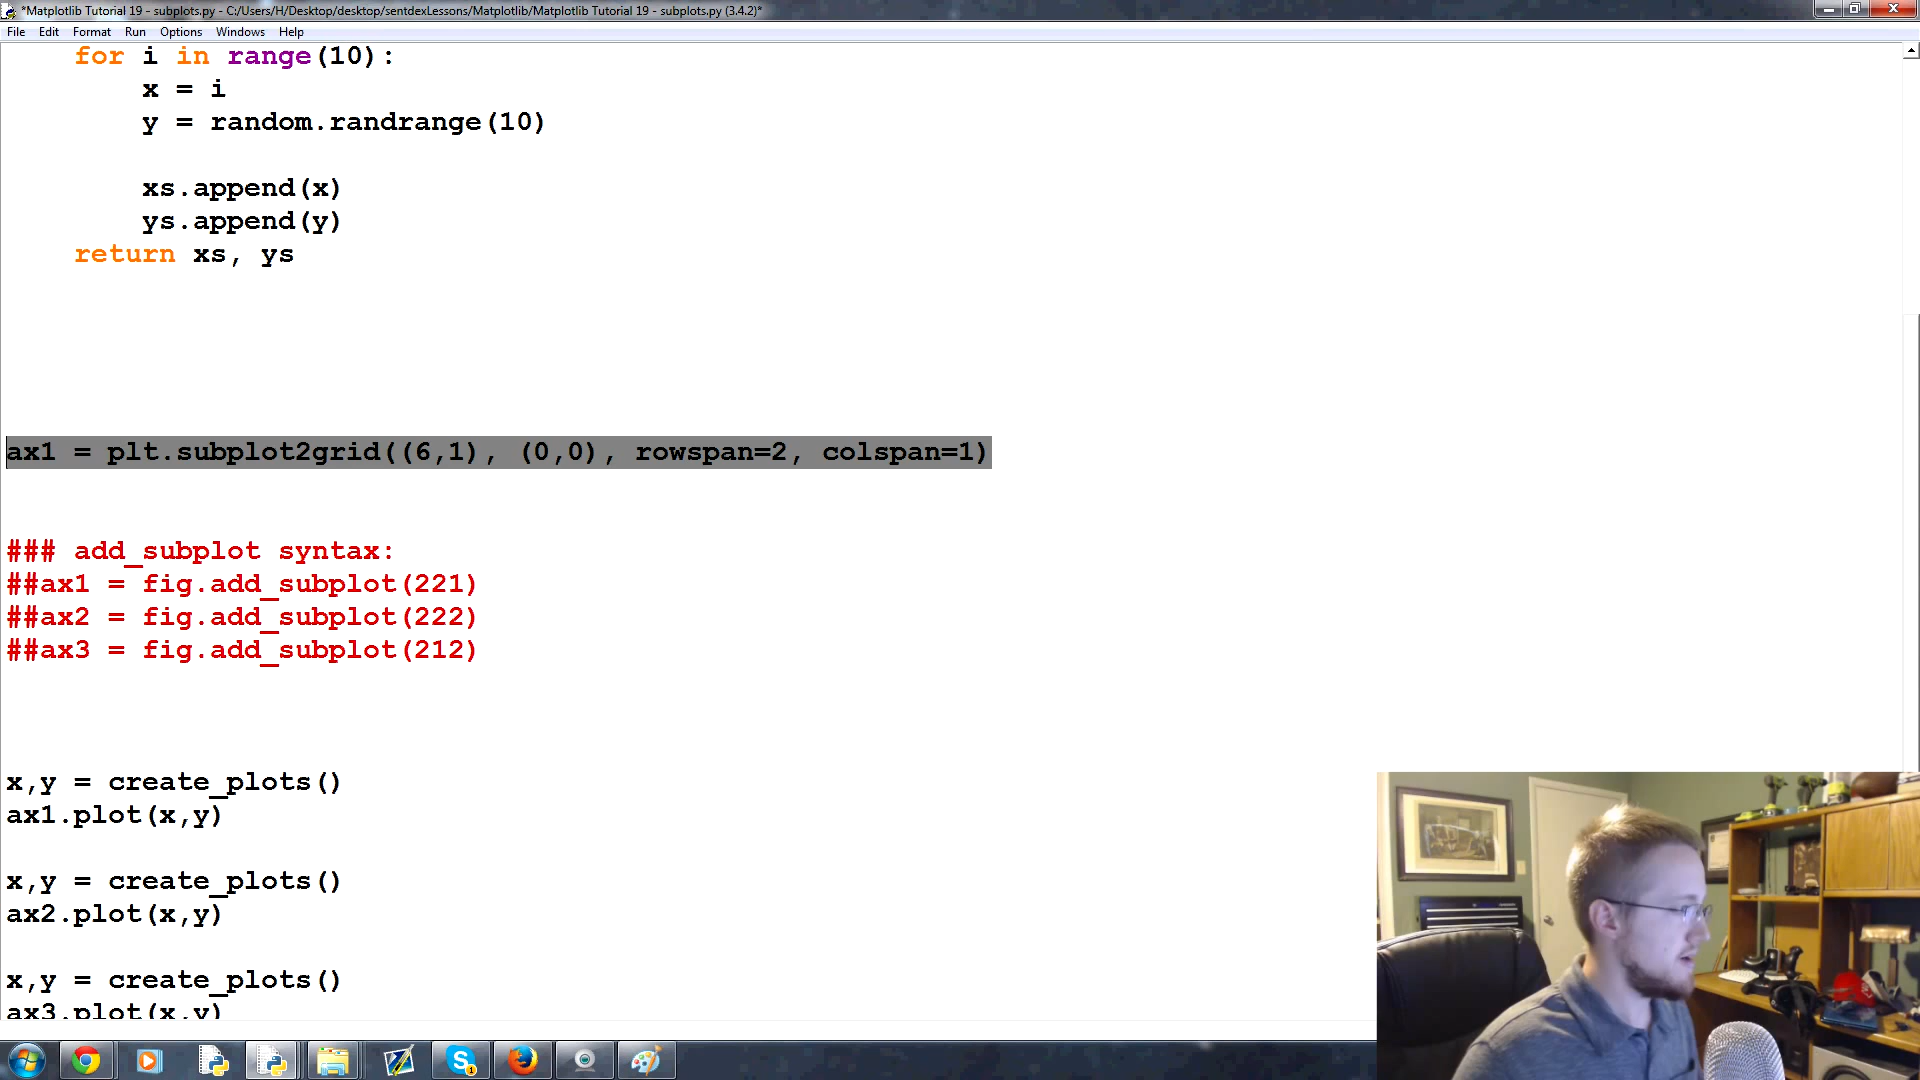 *Matplotlib Tutorial 19 - subplots.py - C:/Users/H/Desktop/desktop/sentdexLessons/Matplotlib/Matplotlib Tutorial 19 - subplots.py (3.4.2)*
File Edit Format Run Options Windows Help
for i in range(10):
x = i
y = random.randrange(10)
xs.append(x)
ys.append(y)
return xs, ys
ax1 = plt.subplot2grid((6,1), (0,0), rowspan=2, colspan=1)
### add_subplot syntax:
##ax1 = fig.add_subplot(221)
##ax2 = fig.add_subplot(222)
##ax3 = fig.add_subplot(212)
x,y = create_plots()
ax1.plot(x,y)
x,y = create_plots()
ax2.plot(x,y)
x,y = create_plots()
ax3.plot(x,y)